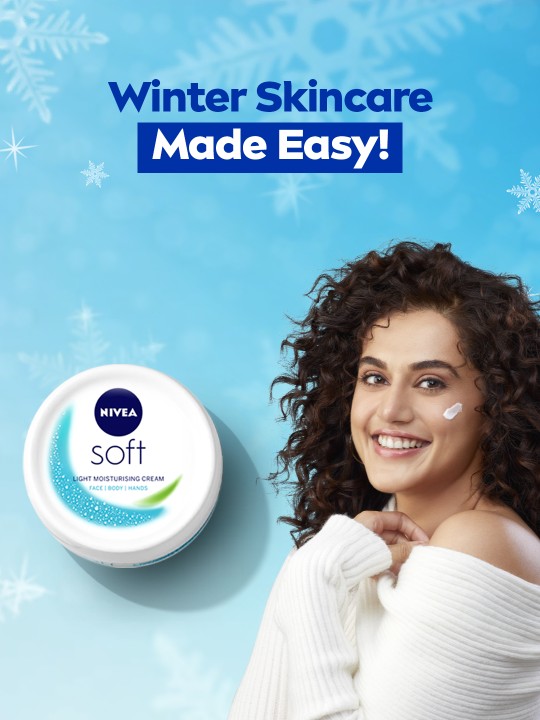 Winter Skincare
Made Easy!
NIVEA
soft
LIGHT MOISTURISING CREAM
FACE | BODY | HANDS